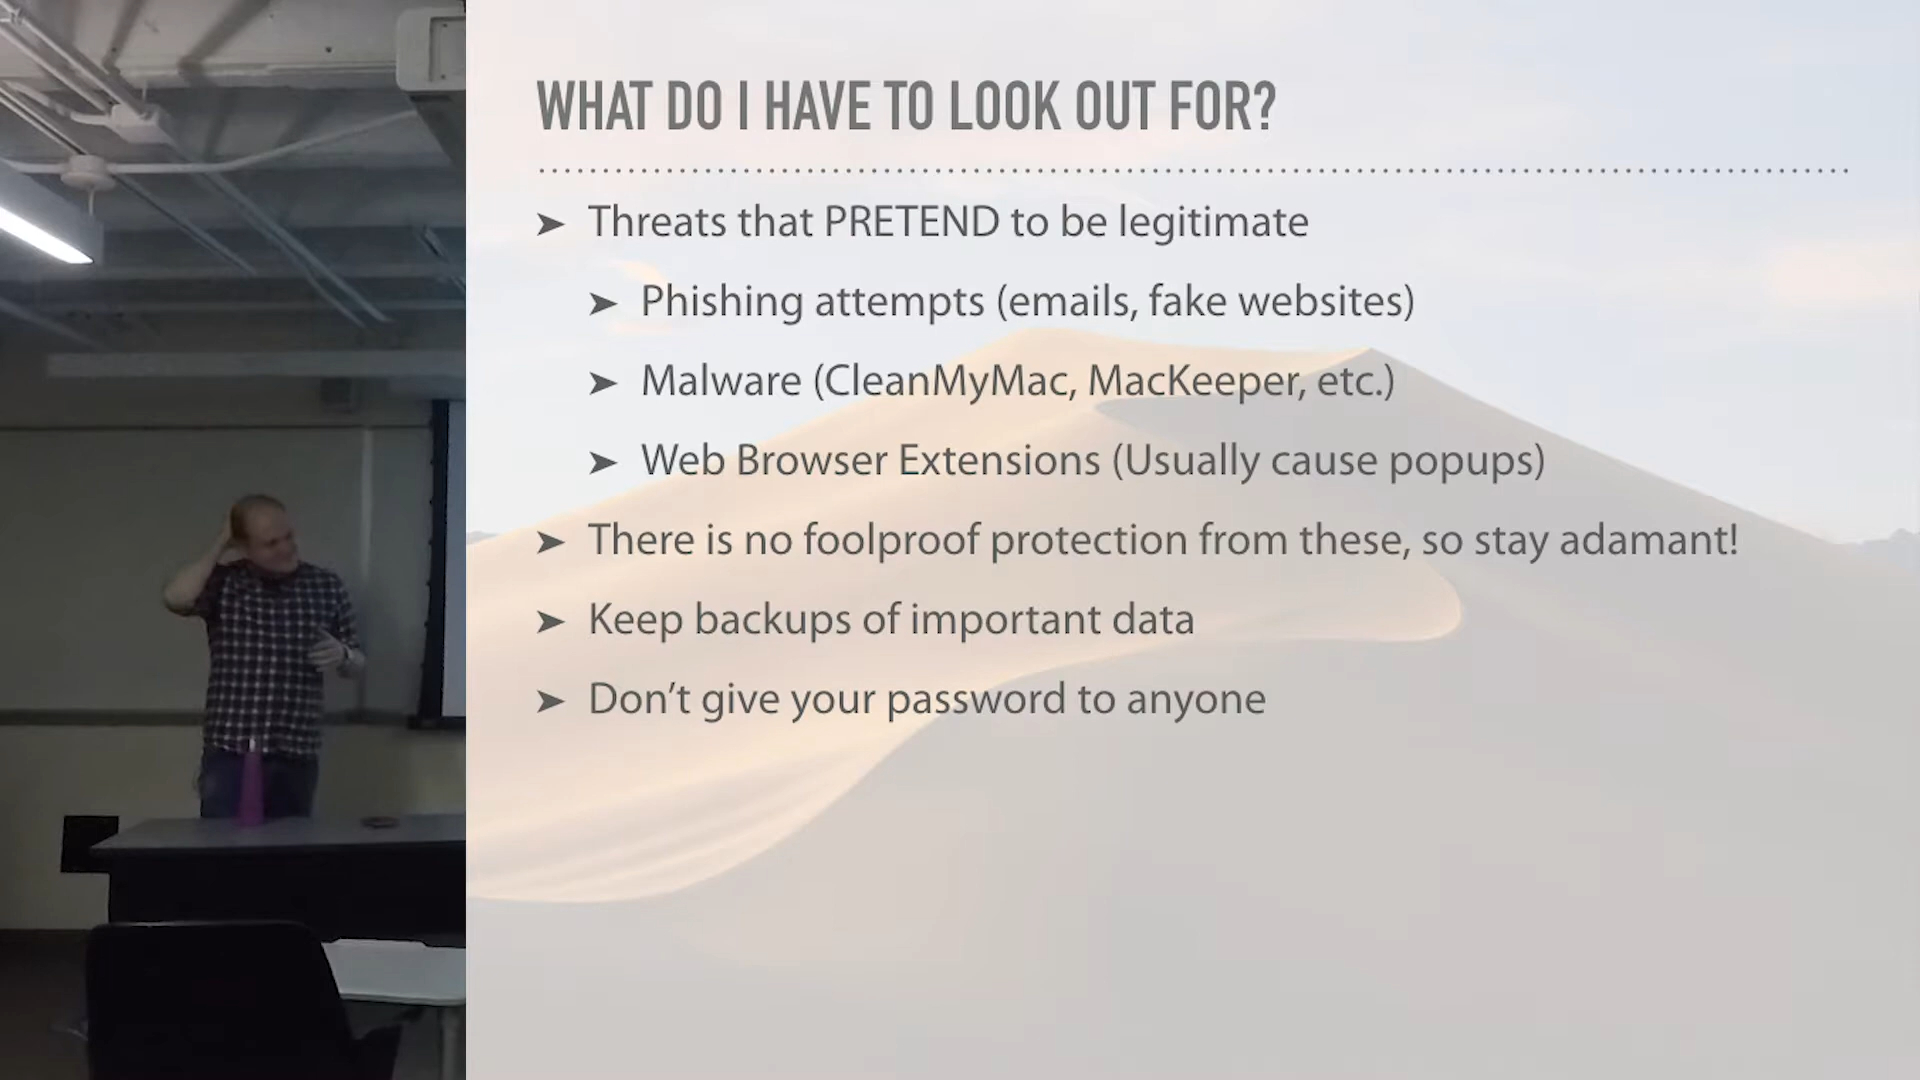 WHAT DO I HAVE TO LOOK OUT FOR?
➤ Threats that PRETEND to be legitimate
➤ Phishing attempts (emails, fake websites)
➤ Malware (CleanMyMac, MacKeeper, etc.)
➤ Web Browser Extensions (Usually cause popups)
➤ There is no foolproof protection from these, so stay adamant!
➤ Keep backups of important data
➤ Don’t give your password to anyone